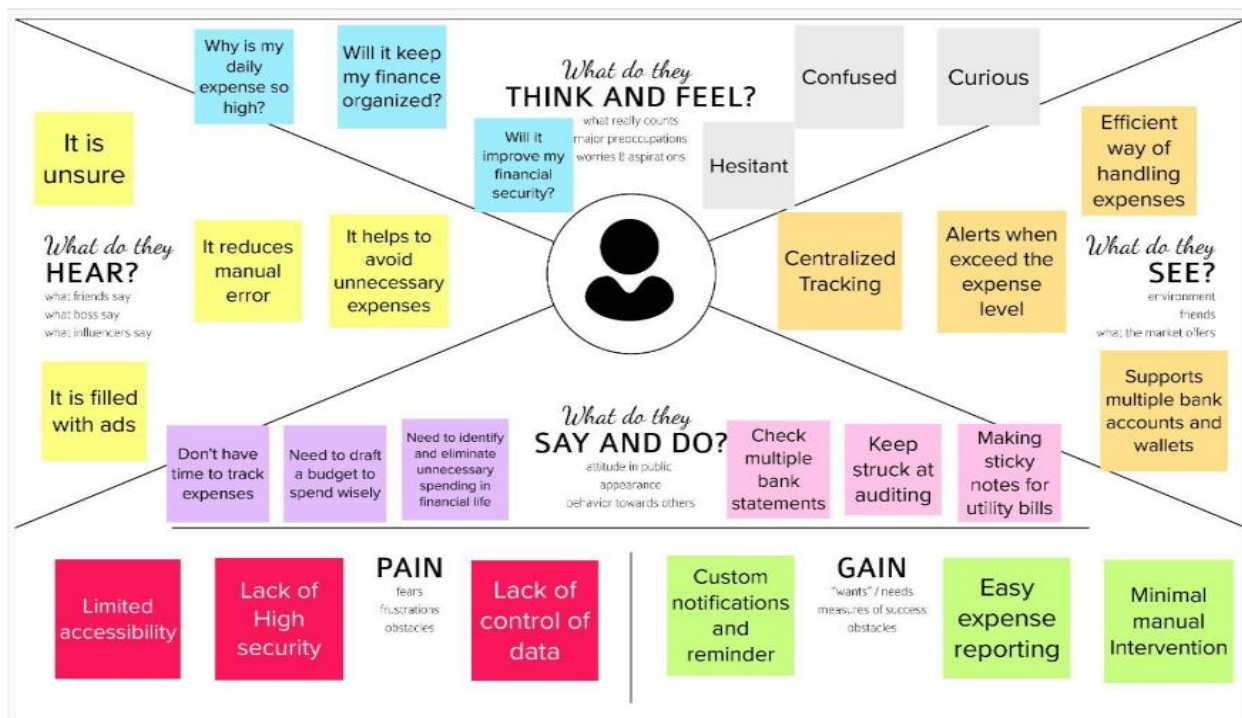 Why is my
daily
expense so
high?
Will it keep
my finance
organized?
What do they
THINK AND FEEL?
what really counts
major preoccupations
worries & aspirations
Will it
improve my
financial
security?
Confused
Curious
Hesitant
It is
unsure
What do they
HEAR?
what friends say
what boss say
what influencers say
It reduces
manual
error
It helps to
avoid
unnecessary
expenses
It is filled
with ads
Efficient
way of
handling
expenses
Centralized
Tracking
Alerts when
exceed the
expense
level
What do they
SEE?
environment
friends
what the market offers
Supports
multiple bank
accounts and
wallets
Don't have
time to track
expenses
Need to draft
a budget to
spend wisely
Need to identify
and eliminate
unnecessary
spending in
financial life
What do they
SAY AND DO?
attitude in public
appearance
behavior towards others
Check
multiple
bank
statements
Keep
struck at
auditing
Making
sticky
notes for
utility bills
Limited
accessibility
Lack of
High
security
PAIN
fears
frustrations
obstacles
Lack of
control of
data
Custom
notifications
and
reminder
GAIN
"wants" / needs
measures of success
obstacles
Easy
expense
reporting
Minimal
manual
Intervention